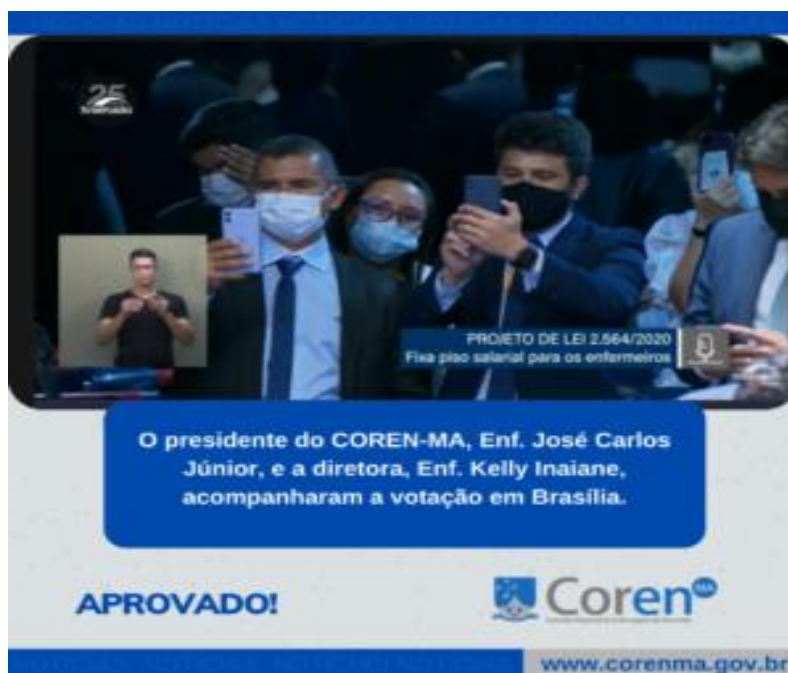 25
PROJETO DE LEI 2.564/2020
Fixa piso salarial para os enfermeiros
O presidente do COREN-MA, Enf. José Carlos
Júnior, e a diretora, Enf. Kelly Inaiane,
acompanharam a votação em Brasília.
APROVADO!
Coren MA
www.corenma.gov.br